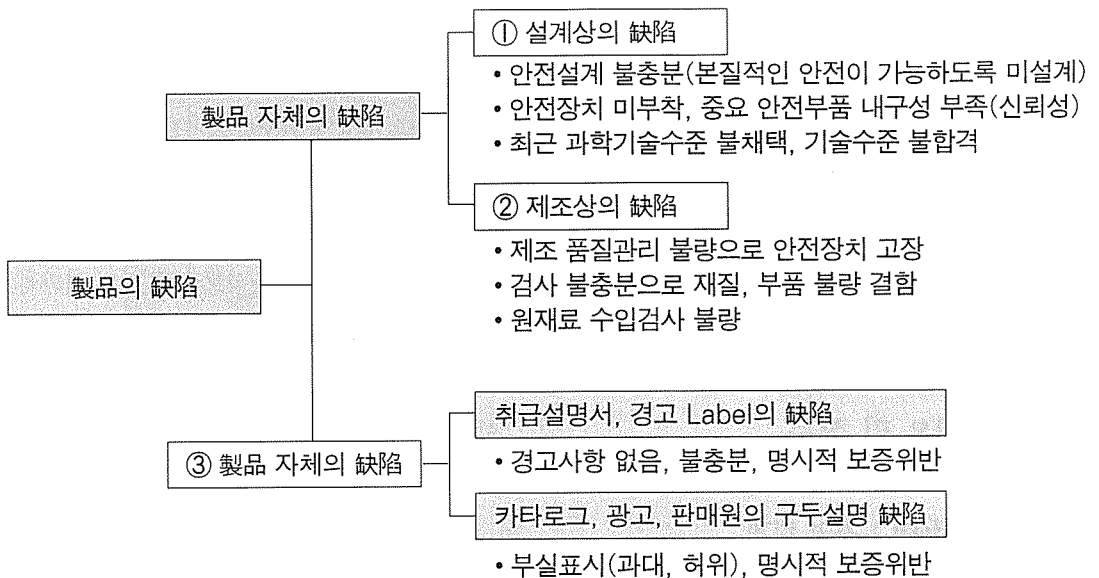 ① 설계상의 缺陷
• 안전설계 불충분(본질적인 안전이 가능하도록 미설계)
• 안전장치 미부착, 중요 안전부품 내구성 부족(신뢰성)
• 최근 과학기술수준 불채택, 기술수준 불합격
製品 자체의 缺陷
② 제조상의 缺陷
• 제조 품질관리 불량으로 안전장치 고장
• 검사 불충분으로 재질, 부품 불량 결함
• 원재료 수입검사 불량
製品의 缺陷
취급설명서, 경고 Label의 缺陷
• 경고사항 없음, 불충분, 명시적 보증위반
③ 製品 자체의 缺陷
카타로그, 광고, 판매원의 구두설명 缺陷
• 부실표시(과대, 허위), 명시적 보증위반